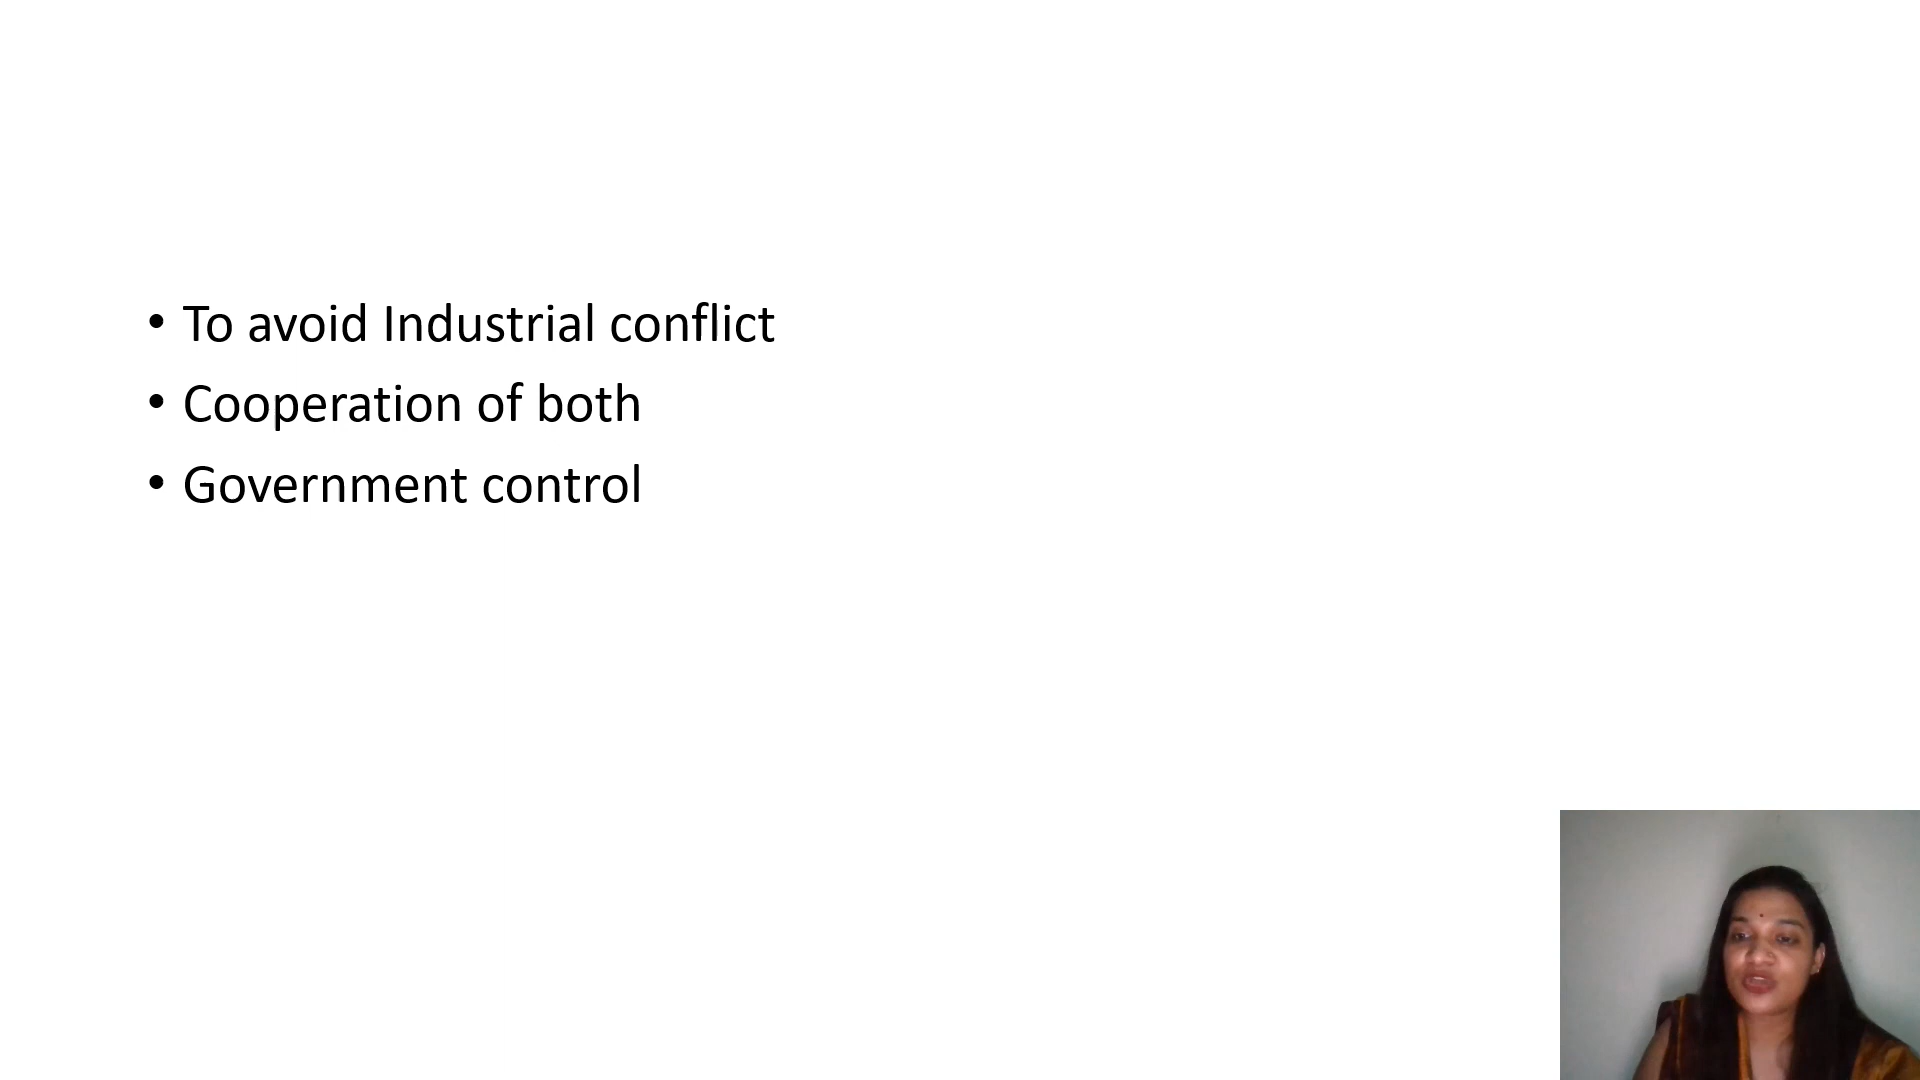 • To avoid Industrial conflict
• Cooperation of both
• Government control